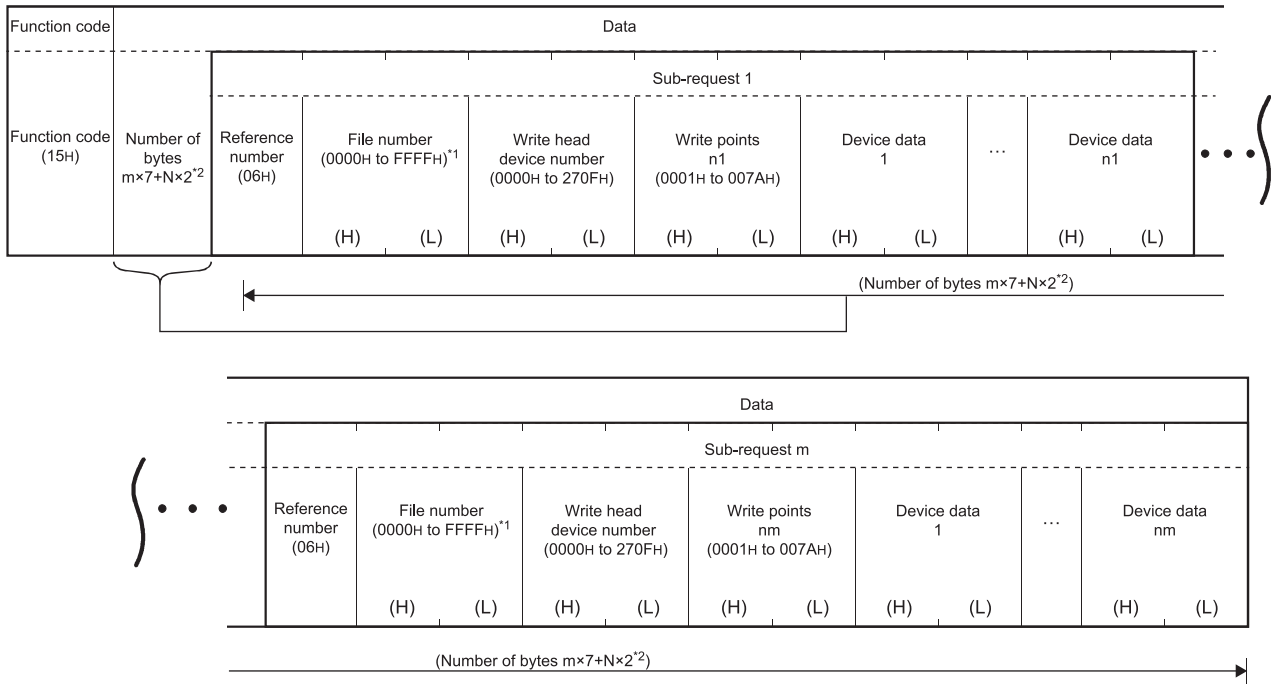 Function code
Data
Sub-request 1
Function code
(15H)
Number of
bytes
m×7+N×2*2
Reference
number
(06H)
File number
(0000H to FFFFH)*1
(H) (L)
Write head
device number
(0000H to 270FH)
(H) (L)
Write points
n1
(0001H to 007AH)
(H) (L)
Device data
1
(H) (L)
...
Device data
n1
(H) (L)
(Number of bytes m×7+N×2*2)
Data
Sub-request m
Reference
number
(06H)
File number
(0000H to FFFFH)*1
(H) (L)
Write head
device number
(0000H to 270FH)
(H) (L)
Write points
nm
(0001H to 007AH)
(H) (L)
Device data
1
(H) (L)
...
Device data
nm
(H) (L)
(Number of bytes m×7+N×2*2)